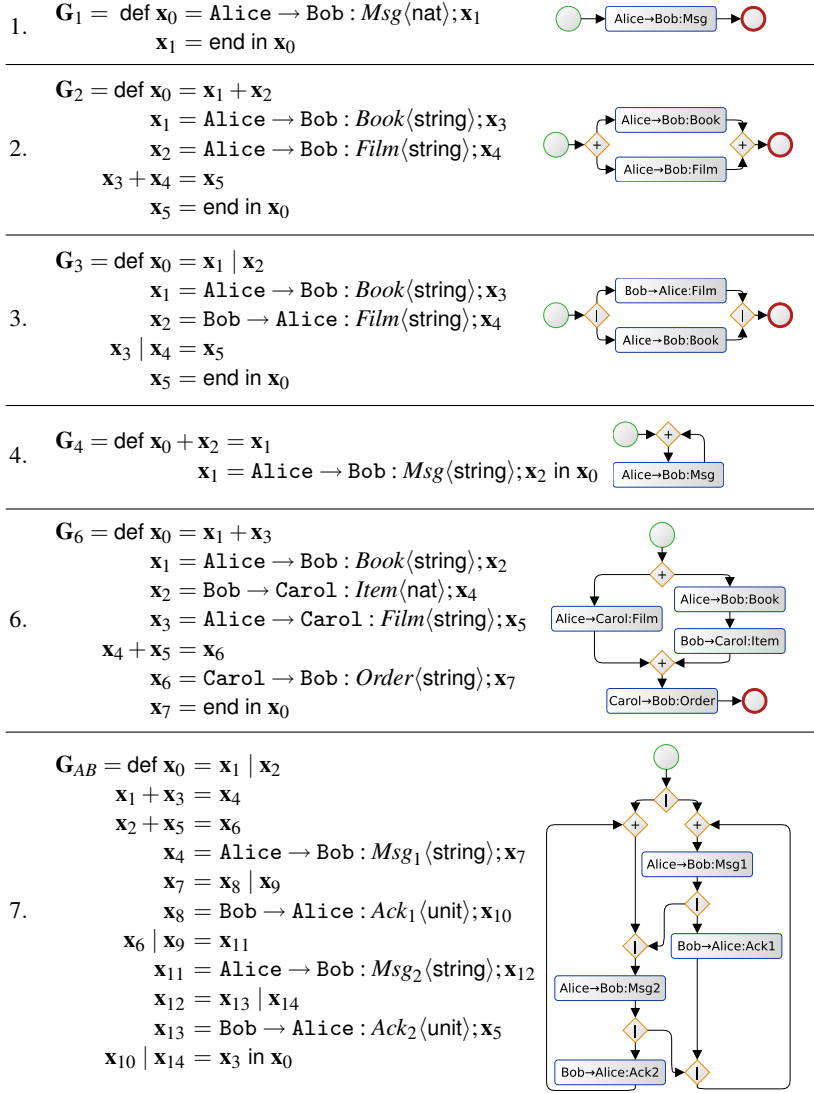 1.
G₁ = def x₀ = Alice → Bob : Msg⟨nat⟩;x₁
x₁ = end in x₀
Alice→Bob:Msg
2.
G₂ = def x₀ = x₁ + x₂
x₁ = Alice → Bob : Book⟨string⟩;x₃
x₂ = Alice → Bob : Film⟨string⟩;x₄
x₃ + x₄ = x₅
x₅ = end in x₀
Alice→Bob:Book
+ +
Alice→Bob:Film
3.
G₃ = def x₀ = x₁ | x₂
x₁ = Alice → Bob : Book⟨string⟩;x₃
x₂ = Bob → Alice : Film⟨string⟩;x₄
x₃ | x₄ = x₅
x₅ = end in x₀
Bob→Alice:Film
| |
Alice→Bob:Book
4.
G₄ = def x₀ + x₂ = x₁
x₁ = Alice → Bob : Msg⟨string⟩;x₂ in x₀
+
Alice→Bob:Msg
6.
G₆ = def x₀ = x₁ + x₃
x₁ = Alice → Bob : Book⟨string⟩;x₂
x₂ = Bob → Carol : Item⟨nat⟩;x₄
x₃ = Alice → Carol : Film⟨string⟩;x₅
x₄ + x₅ = x₆
x₆ = Carol → Bob : Order⟨string⟩;x₇
x₇ = end in x₀
+
Alice→Bob:Book
Alice→Carol:Film
Bob→Carol:Item
+
Carol→Bob:Order
7.
G_AB = def x₀ = x₁ | x₂
x₁ + x₃ = x₄
x₂ + x₅ = x₆
x₄ = Alice → Bob : Msg₁⟨string⟩;x₇
x₇ = x₈ | x₉
x₈ = Bob → Alice : Ack₁⟨unit⟩;x₁₀
x₆ | x₉ = x₁₁
x₁₁ = Alice → Bob : Msg₂⟨string⟩;x₁₂
x₁₂ = x₁₃ | x₁₄
x₁₃ = Bob → Alice : Ack₂⟨unit⟩;x₅
x₁₀ | x₁₄ = x₃ in x₀
|
+ +
Alice→Bob:Msg1
|
|
Bob→Alice:Ack1
Alice→Bob:Msg2
|
Bob→Alice:Ack2
|